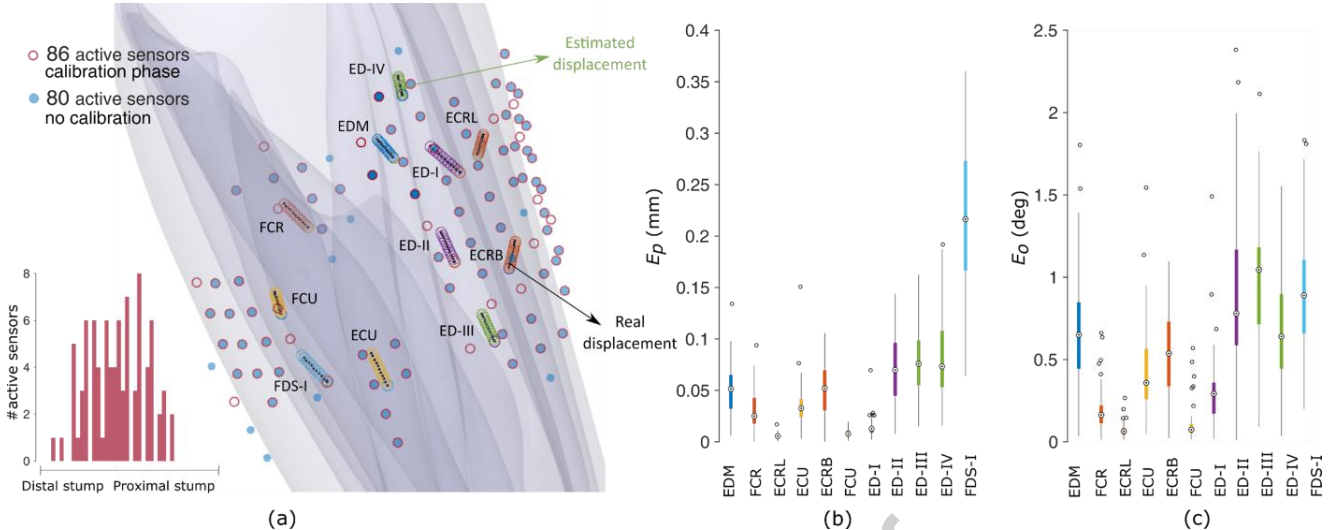 86 active sensors
calibration phase
80 active sensors
no calibration
Estimated
displacement
ED-IV
ECRL
EDM
ED-I
FCR
ED-II
ECRB
FCU
ECU
ED-III
Real
displacement
FDS-I
#active sensors
8
6
4
2
0
Distal stump Proximal stump
(a)
Ep (mm)
0.4
0.35
0.3
0.25
0.2
0.15
0.1
0.05
0
EDM
FCR
ECRL
ECU
ECRB
FCU
ED-I
ED-II
ED-III
ED-IV
FDS-I
(b)
Eo (deg)
2.5
2
1.5
1
0.5
0
EDM
FCR
ECRL
ECU
ECRB
FCU
ED-I
ED-II
ED-III
ED-IV
FDS-I
(c)